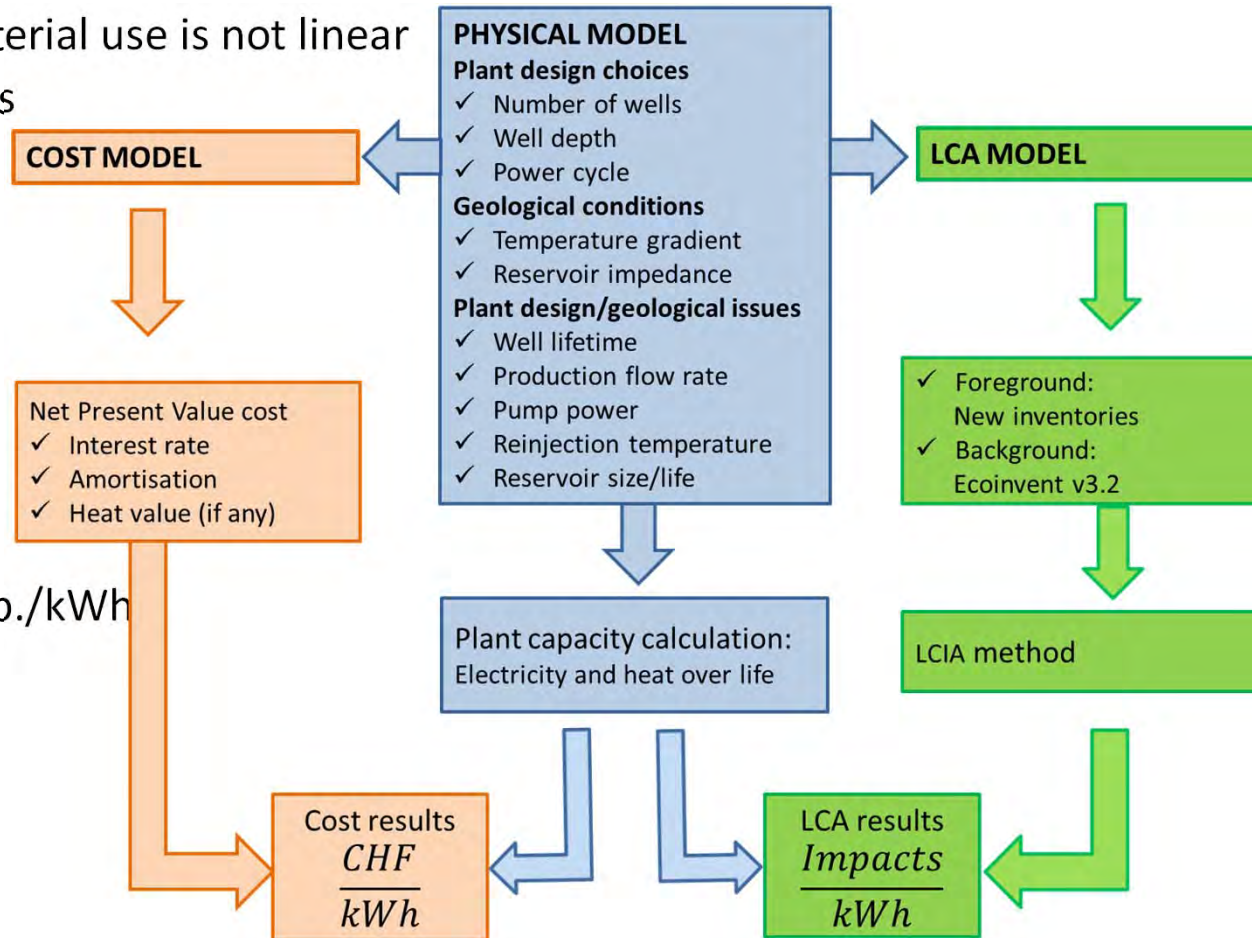 terial use is not linear
s
COST MODEL
Net Present Value cost
✓ Interest rate
✓ Amortisation
✓ Heat value (if any)
o./kWh
PHYSICAL MODEL
Plant design choices
✓ Number of wells
✓ Well depth
✓ Power cycle
Geological conditions
✓ Temperature gradient
✓ Reservoir impedance
Plant design/geological issues
✓ Well lifetime
✓ Production flow rate
✓ Pump power
✓ Reinjection temperature
✓ Reservoir size/life
Plant capacity calculation:
Electricity and heat over life
LCA MODEL
✓ Foreground:
New inventories
✓ Background:
Ecoinvent v3.2
LCIA method
Cost results
CHF
kWh
LCA results
Impacts
kWh